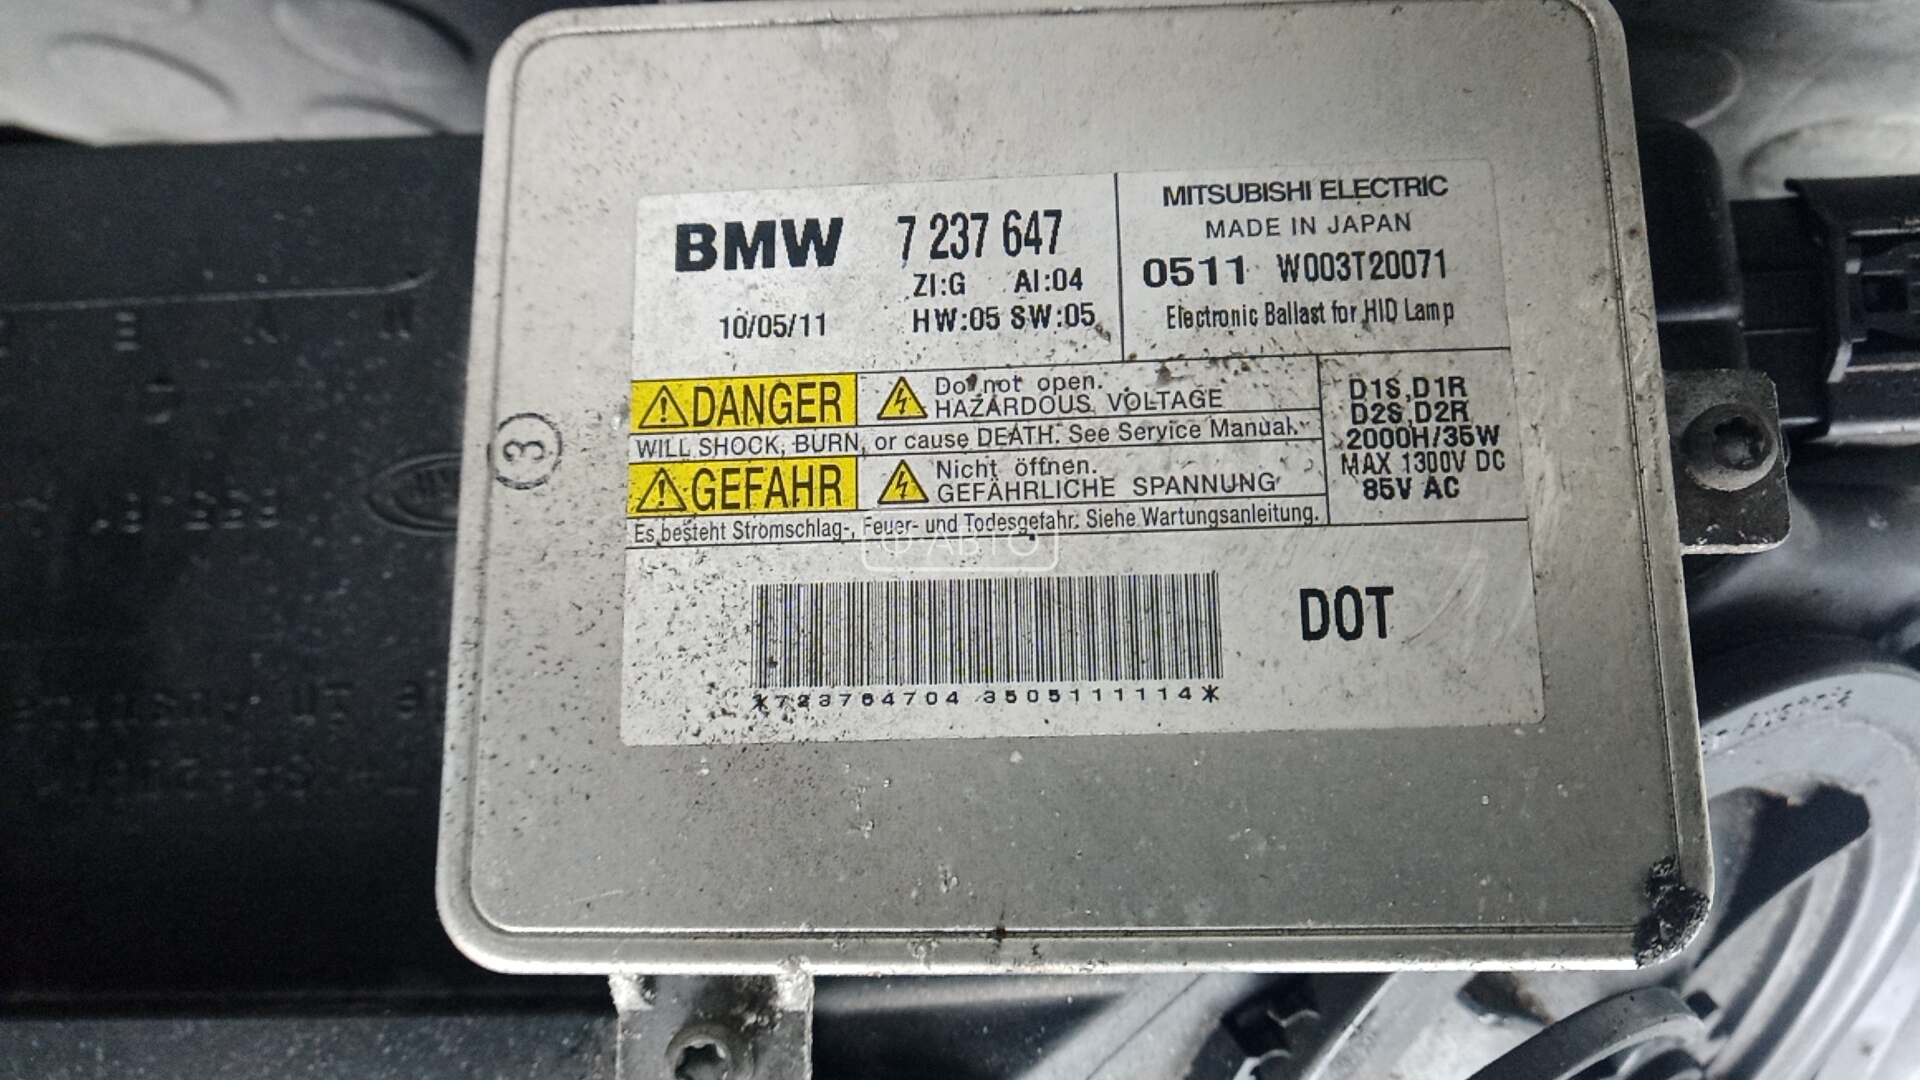 BMW 7 237 647
ZI:G AI:04
10/05/11 HW:05 SW:05
MITSUBISHI ELECTRIC
MADE IN JAPAN
0511 W003T20071
Electronic Ballast for HID Lamp
DANGER
Do not open.
HAZARDOUS VOLTAGE
WILL SHOCK, BURN, or cause DEATH. See Service Manual.
GEFAHR
Nicht öffnen.
GEFÄHRLICHE SPANNUNG
Es besteht Stromschlag-, Feuer- und Todesgefahr. Siehe Wartungsanleitung.
D1S,D1R
D2S,D2R
2000H/35W
MAX 1300V DC
85V AC
Ф-АВТО
*723764704 3505111114*
DOT
3